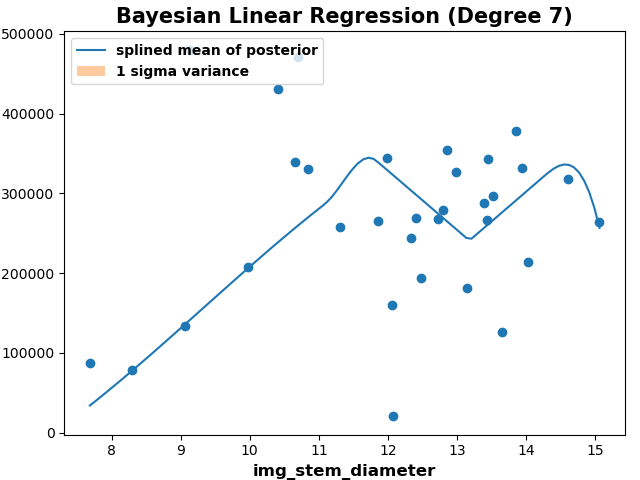 Bayesian Linear Regression (Degree 7)
500000
splined mean of posterior
1 sigma variance
400000
300000
200000
100000
0
8 9 10 11 12 13 14 15
img_stem_diameter